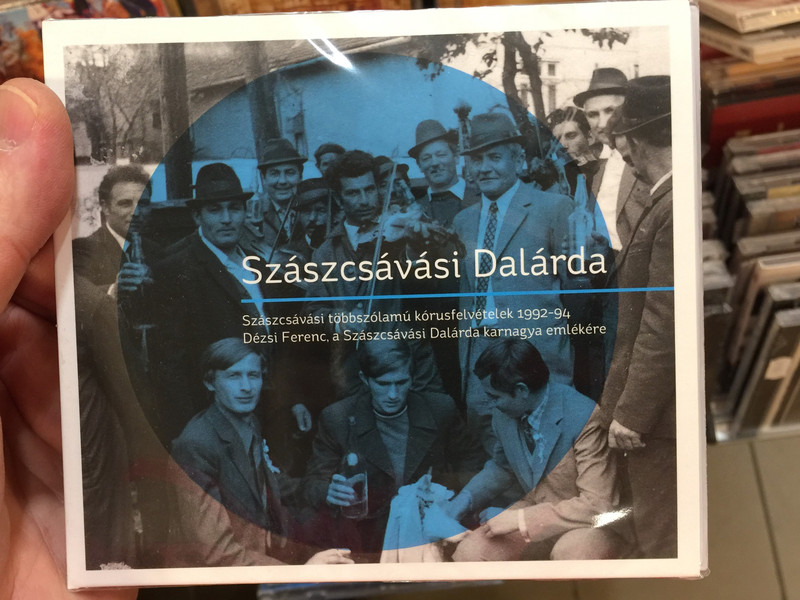 Szászcsávási Dalárda
Szászcsávási többszólamú kórusfelvételek 1992-94
Dézsi Ferenc, a Szászcsávási Dalárda karnagya emlékére